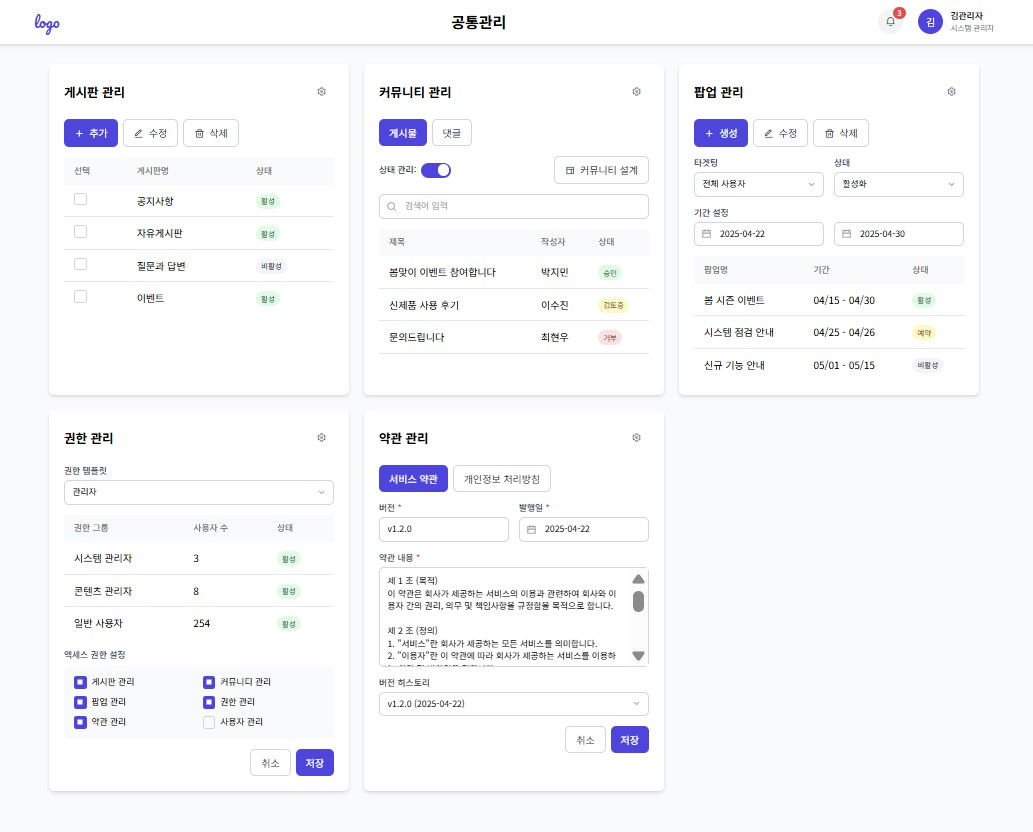 logo
공통관리
3
김
김관리자
시스템 관리자
게시판 관리
+ 추가
수정
삭제
선택 게시판명 상태
공지사항 활성
자유게시판 활성
질문과 답변 비활성
이벤트 활성
커뮤니티 관리
게시물
댓글
상태 관리:
커뮤니티 설계
검색어 입력
제목 작성자 상태
봄맞이 이벤트 참여합니다 박지민 승인
신제품 사용 후기 이수진 검토중
문의드립니다 최현우 거부
팝업 관리
+ 생성
수정
삭제
타겟팅 상태
전체 사용자 활성화
기간 설정
2025-04-22 2025-04-30
팝업명 기간 상태
봄 시즌 이벤트 04/15 - 04/30 활성
시스템 점검 안내 04/25 - 04/26 예약
신규 기능 안내 05/01 - 05/15 비활성
권한 관리
권한 템플릿
관리자
권한 그룹 사용자 수 상태
시스템 관리자 3 활성
콘텐츠 관리자 8 활성
일반 사용자 254 활성
액세스 권한 설정
게시판 관리 커뮤니티 관리
팝업 관리 권한 관리
약관 관리 사용자 관리
취소
저장
약관 관리
서비스 약관
개인정보 처리방침
버전 * 발행일 *
v1.2.0 2025-04-22
약관 내용 *
제 1 조 (목적)
이 약관은 회사가 제공하는 서비스의 이용과 관련하여 회사와 이
용자 간의 권리, 의무 및 책임사항을 규정함을 목적으로 합니다.
제 2 조 (정의)
1. "서비스"란 회사가 제공하는 모든 서비스를 의미합니다.
2. "이용자"란 이 약관에 따라 회사가 제공하는 서비스를 이용하
버전 히스토리
v1.2.0 (2025-04-22)
취소
저장